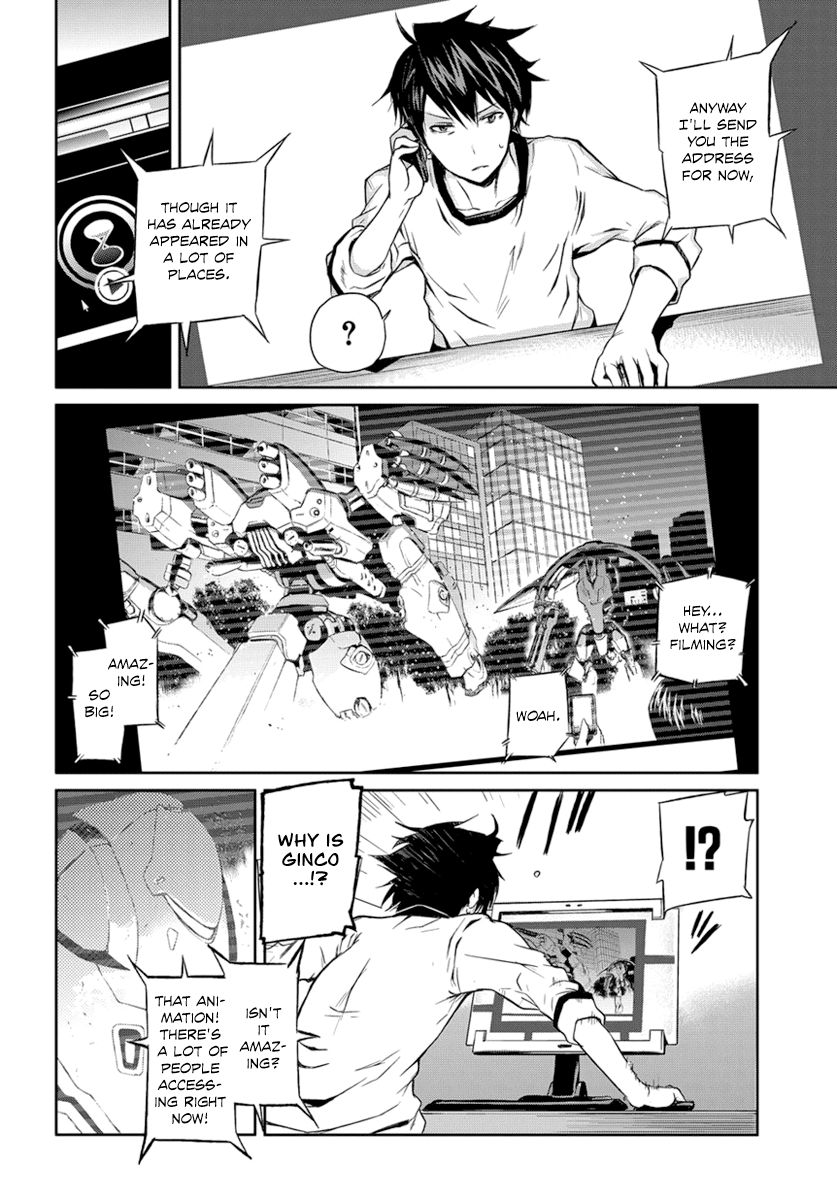 ANYWAY
I'LL SEND
YOU THE
ADDRESS
FOR NOW,
?
THOUGH IT
HAS ALREADY
APPEARED IN
A LOT OF
PLACES.
HEY...
WHAT?
FILMING?
WOAH.
AMAZ-
ING!
SO
BIG!
!?
WHY IS
GINCO
...!?
ISN'T
IT
AMAZ-
ING?
THAT ANI-
MATION!
THERE'S
A LOT OF
PEOPLE
ACCESS-
ING RIGHT
NOW!